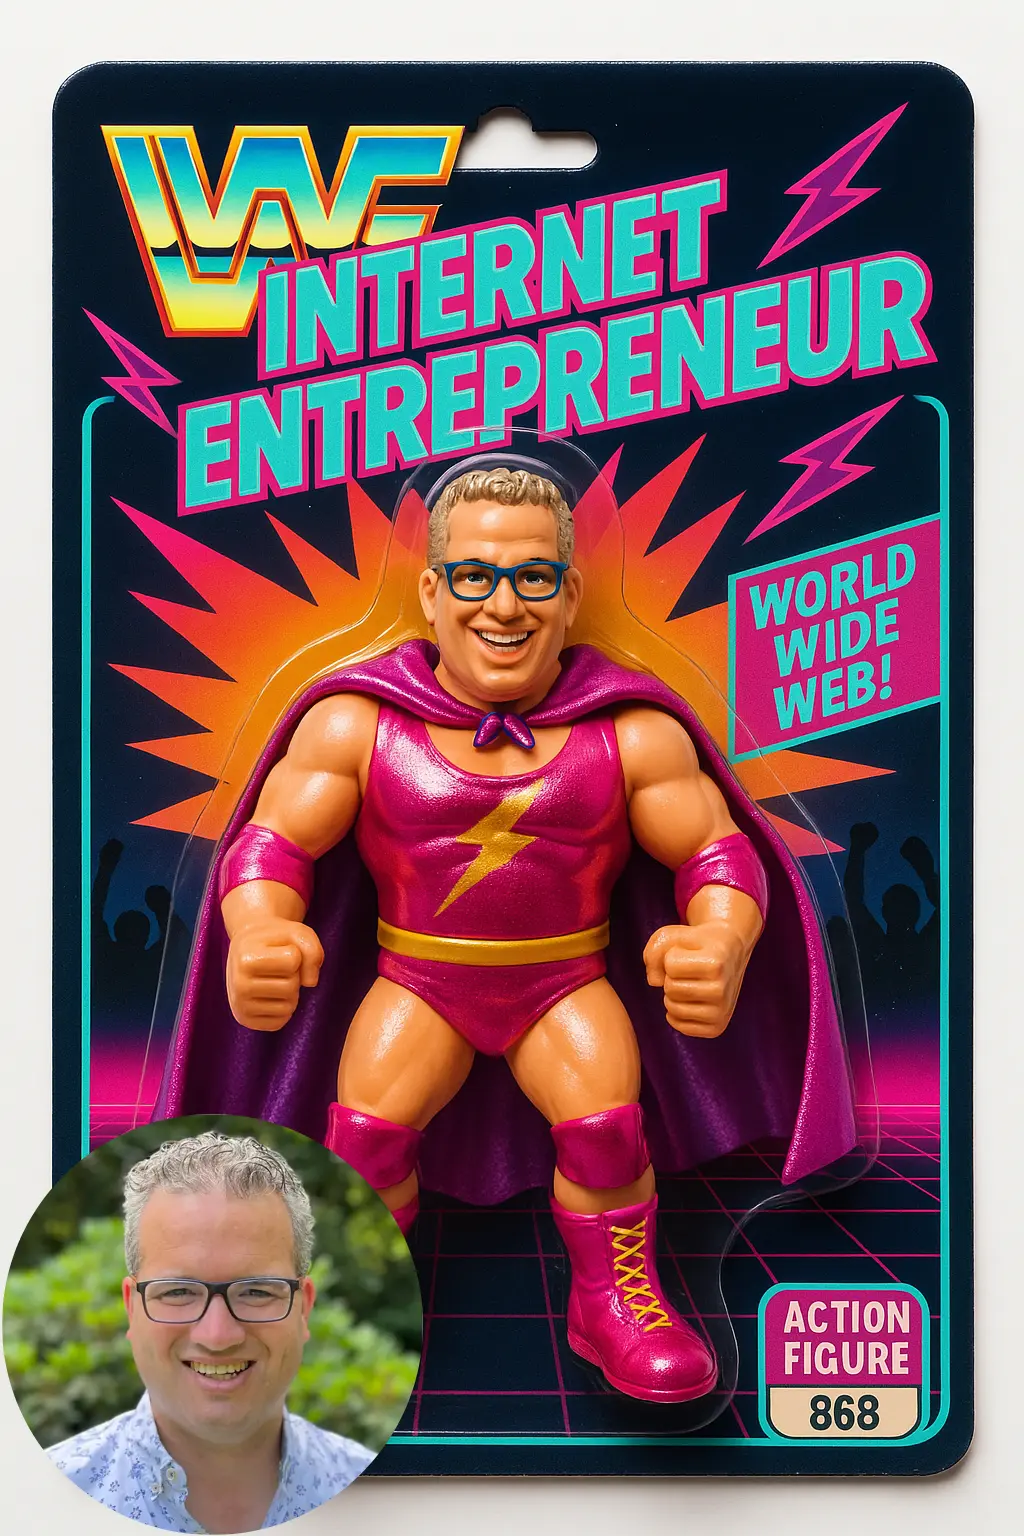 WF
INTERNET
ENTREPRENEUR
WORLD
WIDE
WEB!
ACTION
FIGURE
868